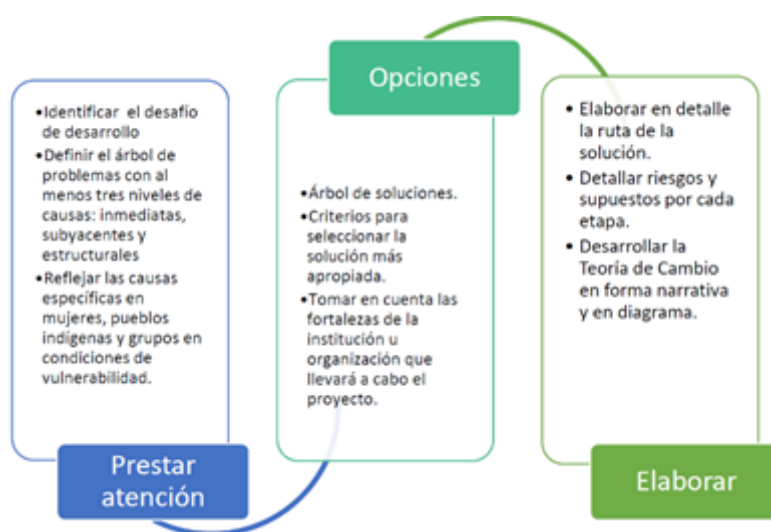 •Identificar el desafío
de desarrollo
•Definir el árbol de
problemas con al
menos tres niveles de
causas: inmediatas,
subyacentes y
estructurales
•Reflejar las causas
específicas en
mujeres, pueblos
indígenas y grupos en
condiciones de
vulnerabilidad.
Prestar
atención
Opciones
•Árbol de soluciones.
•Criterios para
seleccionar la
solución más
apropiada.
•Tomar en cuenta las
fortalezas de la
institución u
organización que
llevará a cabo el
proyecto.
• Elaborar en detalle
la ruta de la
solución.
• Detallar riesgos y
supuestos por cada
etapa.
• Desarrollar la
Teoría de Cambio
en forma narrativa
y en diagrama.
Elaborar